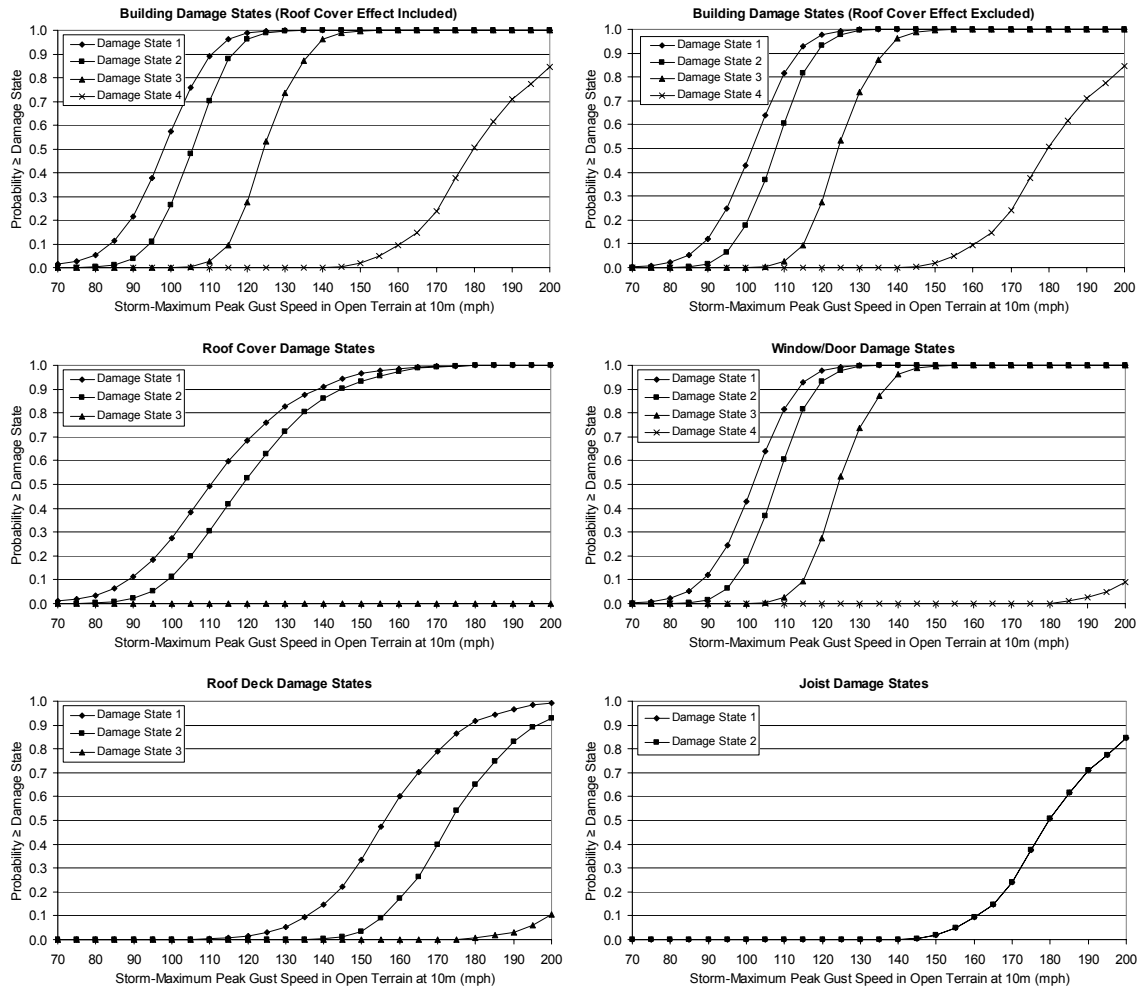 Building Damage States (Roof Cover Effect Included)
Probability ≥ Damage State
1.0
0.9
0.8
0.7
0.6
0.5
0.4
0.3
0.2
0.1
0.0
Damage State 1
Damage State 2
Damage State 3
Damage State 4
70 80 90 100 110 120 130 140 150 160 170 180 190 200
Storm-Maximum Peak Gust Speed in Open Terrain at 10m (mph)
Building Damage States (Roof Cover Effect Excluded)
Probability ≥ Damage State
1.0
0.9
0.8
0.7
0.6
0.5
0.4
0.3
0.2
0.1
0.0
Damage State 1
Damage State 2
Damage State 3
Damage State 4
70 80 90 100 110 120 130 140 150 160 170 180 190 200
Storm-Maximum Peak Gust Speed in Open Terrain at 10m (mph)
Roof Cover Damage States
Probability ≥ Damage State
1.0
0.9
0.8
0.7
0.6
0.5
0.4
0.3
0.2
0.1
0.0
Damage State 1
Damage State 2
Damage State 3
70 80 90 100 110 120 130 140 150 160 170 180 190 200
Storm-Maximum Peak Gust Speed in Open Terrain at 10m (mph)
Window/Door Damage States
Probability ≥ Damage State
1.0
0.9
0.8
0.7
0.6
0.5
0.4
0.3
0.2
0.1
0.0
Damage State 1
Damage State 2
Damage State 3
Damage State 4
70 80 90 100 110 120 130 140 150 160 170 180 190 200
Storm-Maximum Peak Gust Speed in Open Terrain at 10m (mph)
Roof Deck Damage States
Probability ≥ Damage State
1.0
0.9
0.8
0.7
0.6
0.5
0.4
0.3
0.2
0.1
0.0
Damage State 1
Damage State 2
Damage State 3
70 80 90 100 110 120 130 140 150 160 170 180 190 200
Storm-Maximum Peak Gust Speed in Open Terrain at 10m (mph)
Joist Damage States
Probability ≥ Damage State
1.0
0.9
0.8
0.7
0.6
0.5
0.4
0.3
0.2
0.1
0.0
Damage State 1
Damage State 2
70 80 90 100 110 120 130 140 150 160 170 180 190 200
Storm-Maximum Peak Gust Speed in Open Terrain at 10m (mph)